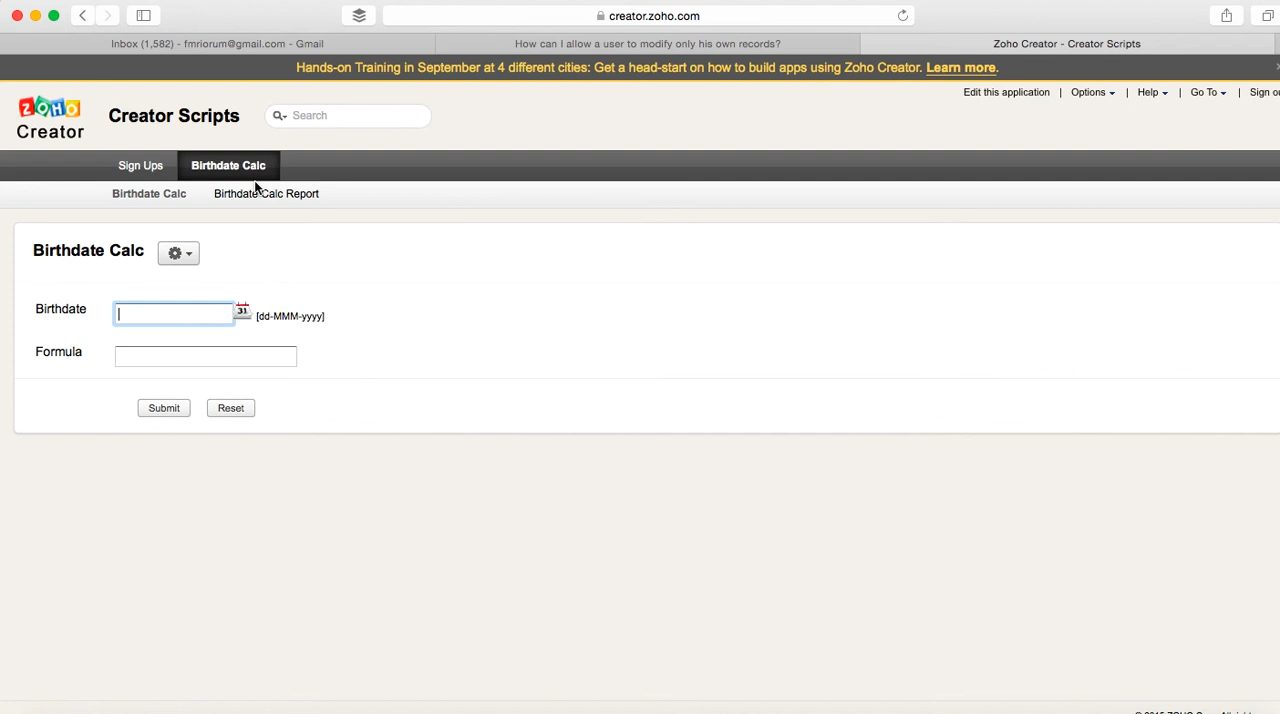 creator.zoho.com
Inbox (1,582) - fmriorum@gmail.com - Gmail
How can I allow a user to modify only his own records?
Zoho Creator - Creator Scripts
Hands-on Training in September at 4 different cities: Get a head-start on how to build apps using Zoho Creator. Learn more.
Edit this application | Options | Help | Go To | Sign ou
ZOHO
Creator
Creator Scripts
Search
Sign Ups
Birthdate Calc
Birthdate Calc
Birthdate Calc Report
Birthdate Calc
Birthdate
31
[dd-MMM-yyyy]
Formula
Submit
Reset